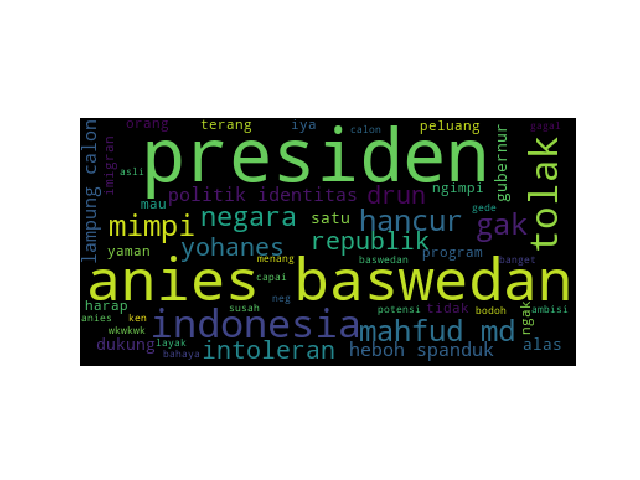 orang
terang
iya
calon
peluang
gagal
lampung calon
imigran
presiden
gubernur
tolak
asli
mau
politik identitas
drun
ngimpi
gede
mimpi
negara
satu
hancur
gak
yaman
yohanes
republik
program
menang
baswedan
banget
anies baswedan
capai
harap
susah
neg
potensi
tidak
bodoh
ngak
ambisi
anies
ken
wkwkwk
indonesia
mahfud md
dukung
layak
bahaya
intoleran
heboh spanduk
alas